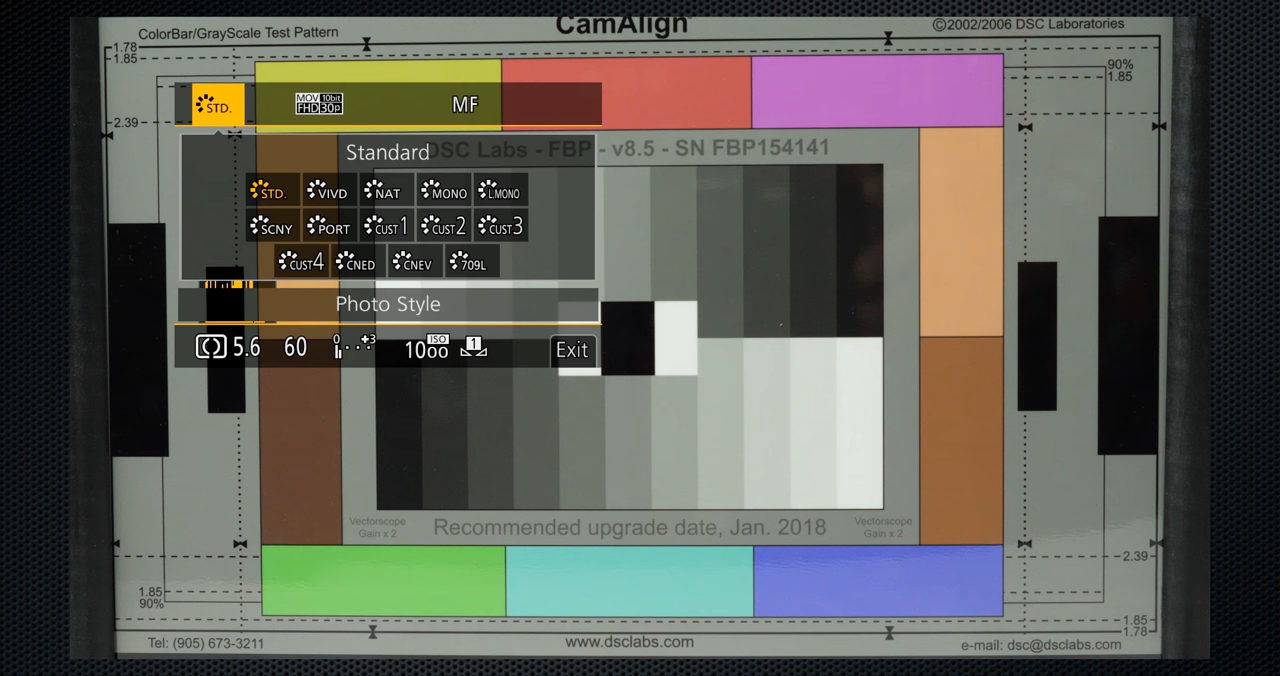 CamAlign
ColorBar/GrayScale Test Pattern
©2002/2006 DSC Laboratories
1.78
1.85
90%
1.85
STD.
MOV 10bit
FHD 30p
MF
2.39
DSC Labs - FBP - v8.5 - SN FBP154141
Standard
STD. VIVD NAT MONO L.MONO
SCNY PORT CUST1 CUST2 CUST3
CUST4 CNED CNEV 709L
Photo Style
5.6 60 0 +3 ISO 1000 1 Exit
Vectorscope
Gain x 2
Recommended upgrade date, Jan. 2018
Vectorscope
Gain x 2
2.39
1.85
90%
1.85
1.78
Tel: (905) 673-3211
www.dsclabs.com
e-mail: dsc@dsclabs.com